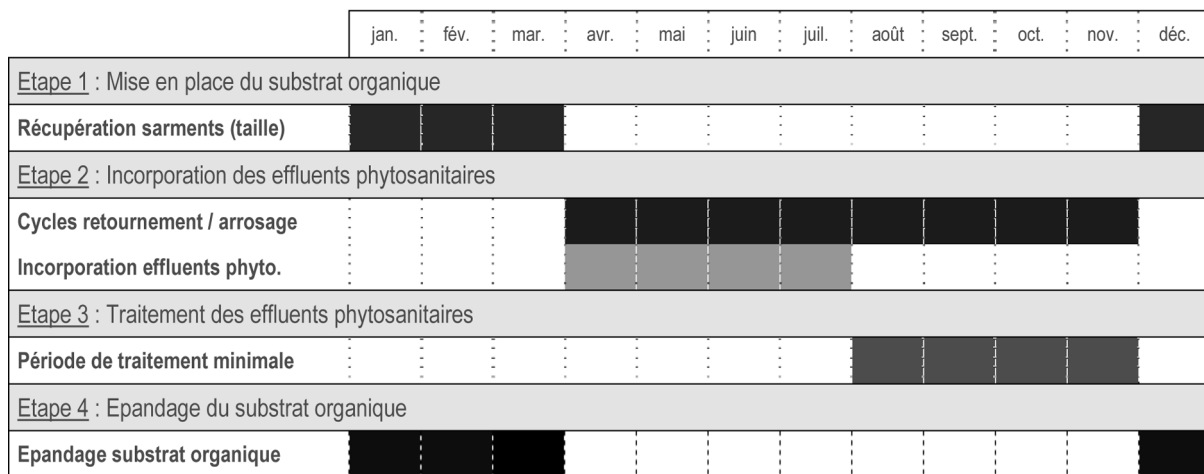 jan. fév. mar. avr. mai juin juil. août sept. oct. nov. déc.
Etape 1 : Mise en place du substrat organique
Récupération sarments (taille)
Etape 2 : Incorporation des effluents phytosanitaires
Cycles retournement / arrosage
Incorporation effluents phyto.
Etape 3 : Traitement des effluents phytosanitaires
Période de traitement minimale
Etape 4 : Epandage du substrat organique
Epandage substrat organique